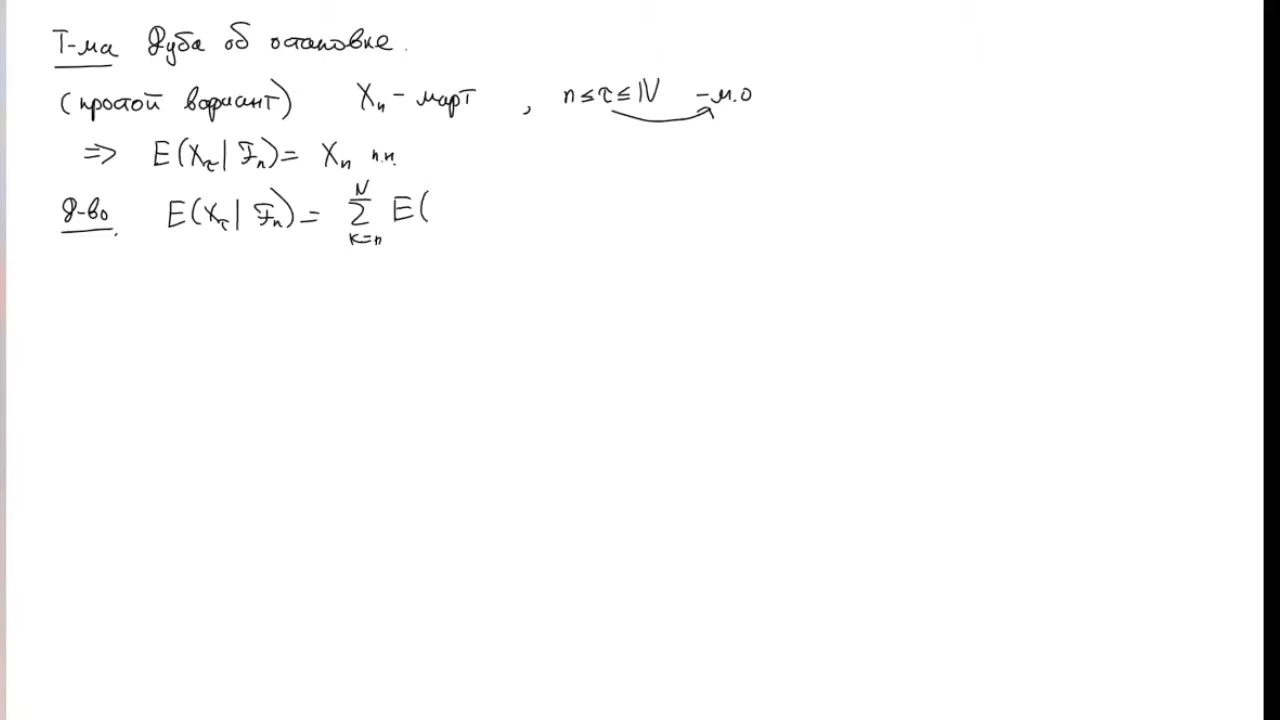 Т-ма Дуба об остановке.
(простой вариант) Xₙ – март , n ≤ τ ≤ N – м.о
⇒ E(X_τ | ℱₙ) = Xₙ п.н.
Д-во. E(X_τ | ℱₙ) = ∑_{k=n}^{N} E(